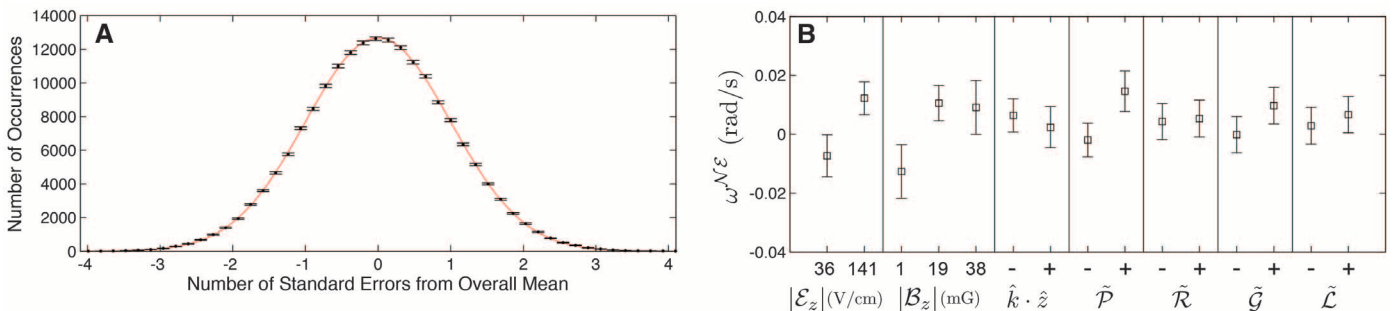 A
Number of Occurrences
14000
12000
10000
8000
6000
4000
2000
0
-4 -3 -2 -1 0 1 2 3 4
Number of Standard Errors from Overall Mean
B
ω^{𝒩ℰ} (rad/s)
0.04
0.02
0
-0.02
-0.04
36 141 1 19 38 - + - + - + - + - +
|ℰ_z|(V/cm) |ℬ_z|(mG) k̂ · ẑ 𝒫̃ ℛ̃ 𝒢̃ ℒ̃